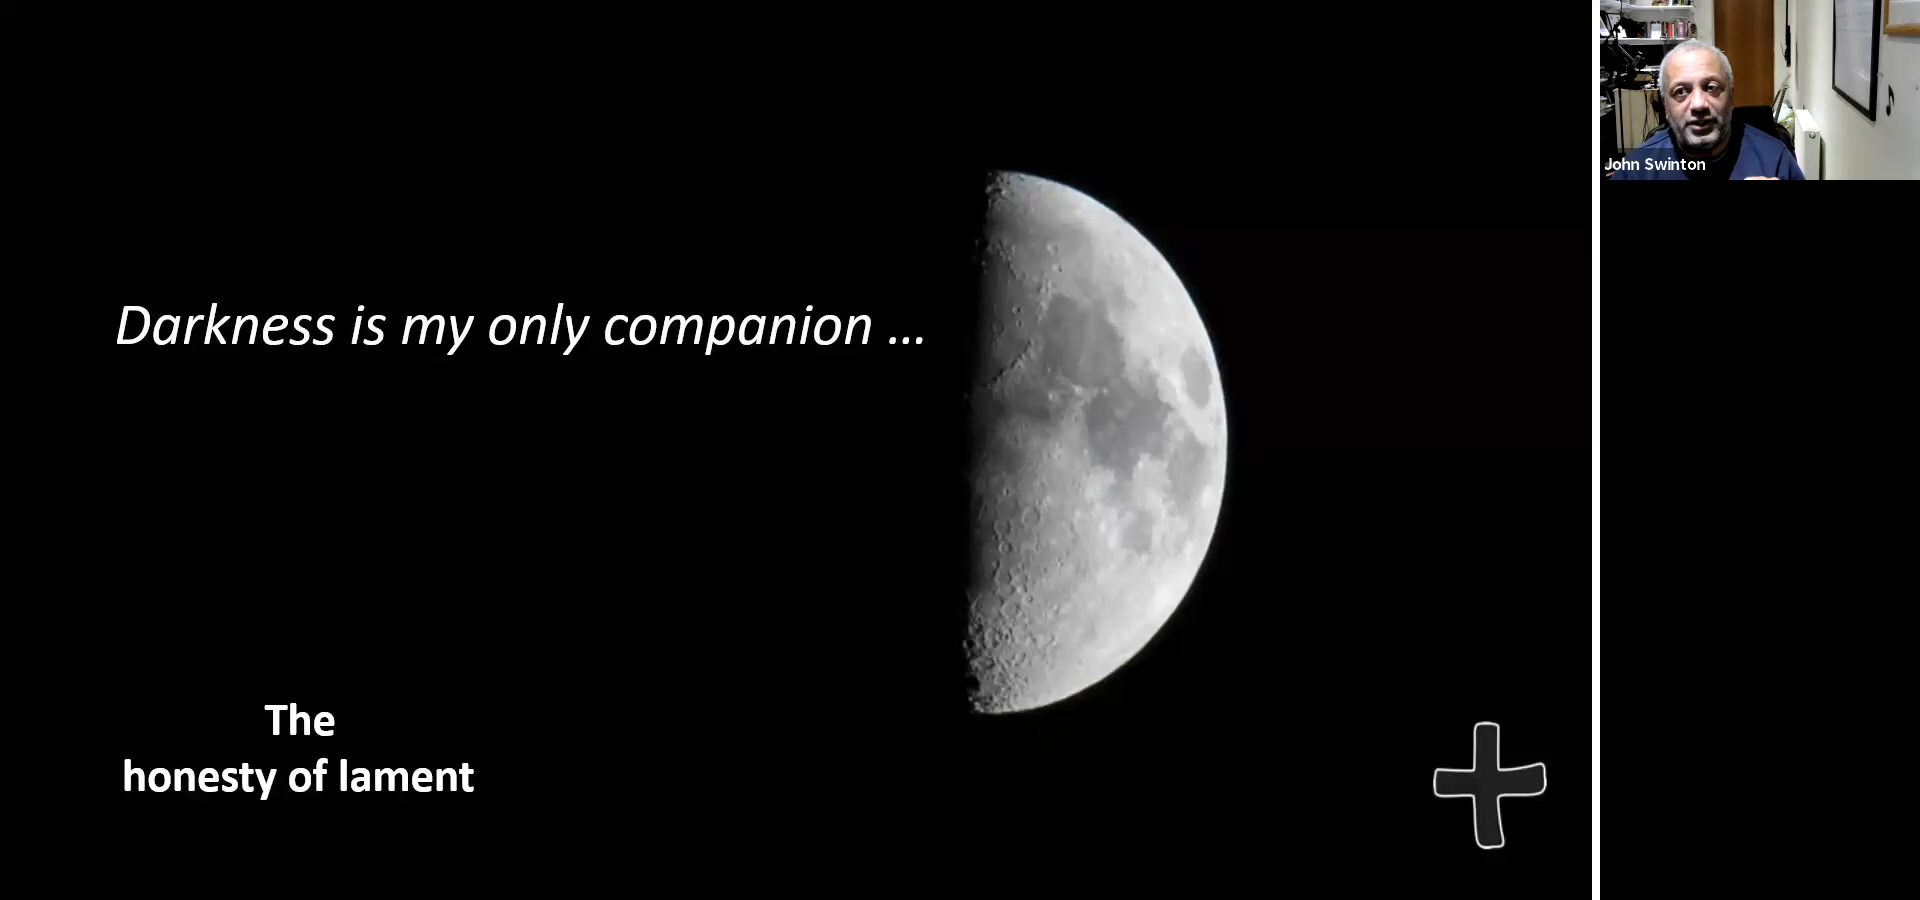 Darkness is my only companion ...
The
honesty of lament
John Swinton